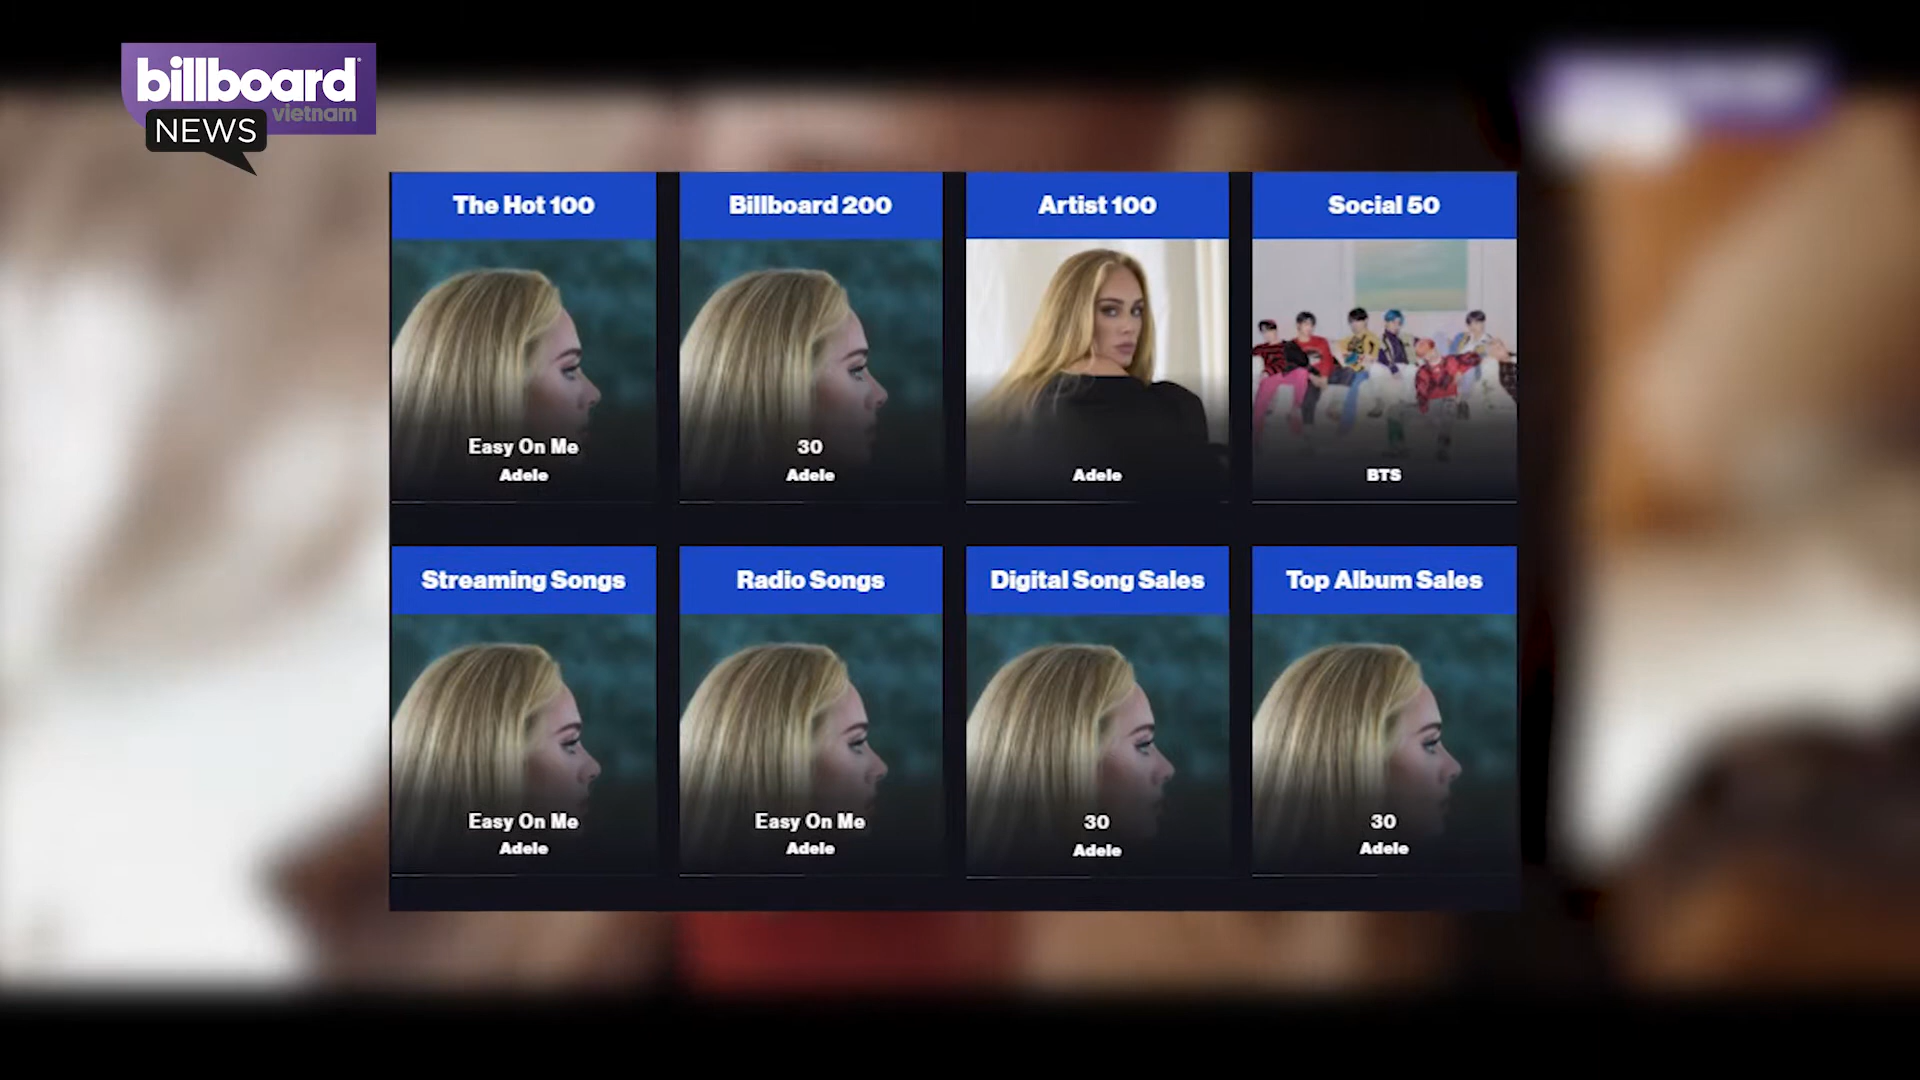 billboard
vietnam
NEWS
The Hot 100
Billboard 200
Artist 100
Social 50
Easy On Me
Adele
30
Adele
Adele
BTS
Streaming Songs
Radio Songs
Digital Song Sales
Top Album Sales
Easy On Me
Adele
Easy On Me
Adele
30
Adele
30
Adele